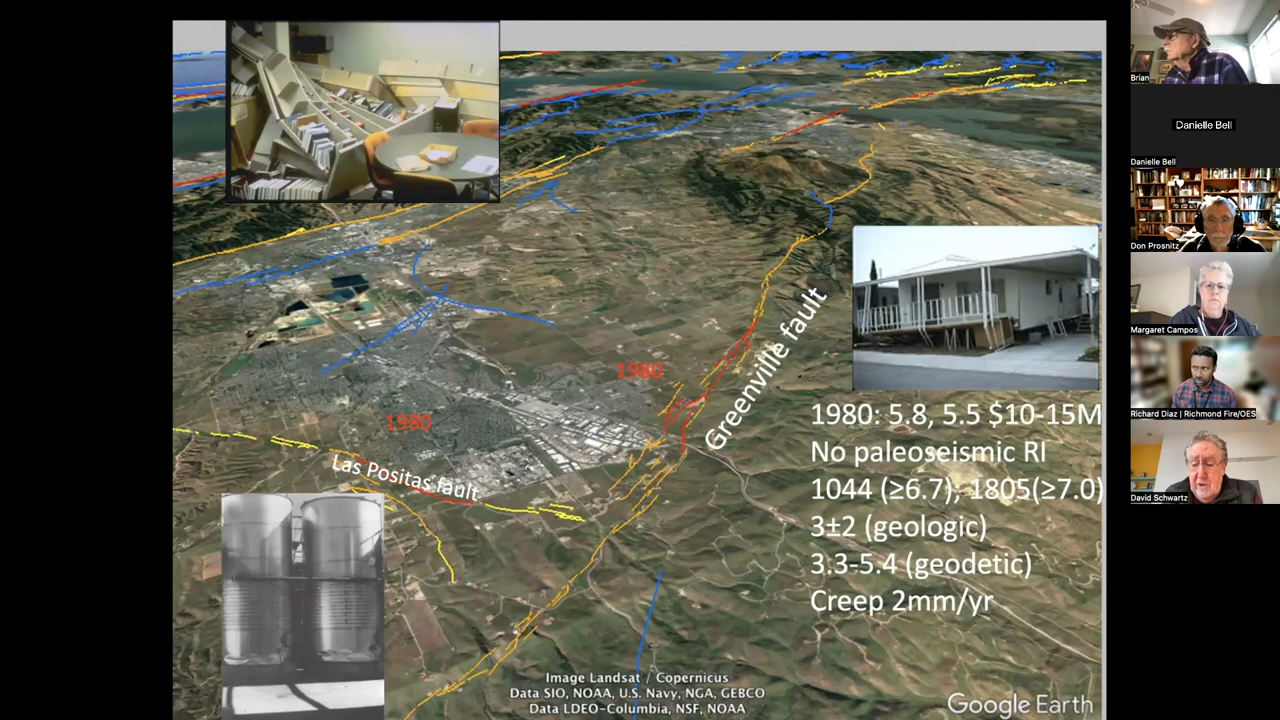 1980
1980
Las Positas fault
Greenville fault
1980: 5.8, 5.5 $10-15M
No paleoseismic RI
1044 (≥6.7); 1805(≥7.0)
3±2 (geologic)
3.3-5.4 (geodetic)
Creep 2mm/yr
Image Landsat / Copernicus
Data SIO, NOAA, U.S. Navy, NGA, GEBCO
Data LDEO-Columbia, NSF, NOAA
Google Earth
Brian
Danielle Bell
Danielle Bell
Don Prosnitz
Margaret Campos
Richard Diaz | Richmond Fire/OES
David Schwartz